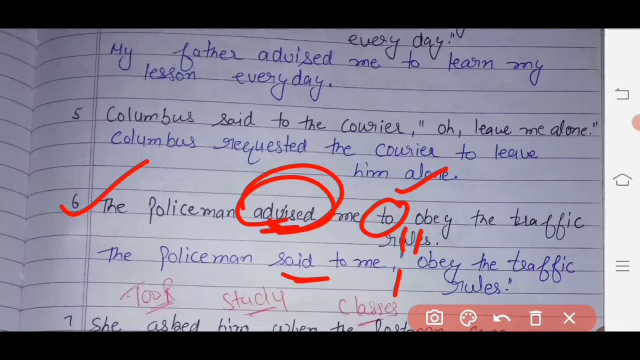 every day."
My father advised me to learn my
lesson everyday.
5 Columbus said to the Courier, "Oh, leave me alone."
Columbus requested the Courier to leave
him alone.
6 The Policeman advised me to obey the traffic
rules.
The Policeman said to me, "Obey the traffic
rules."
Study Classes
7 She asked him when the Postman